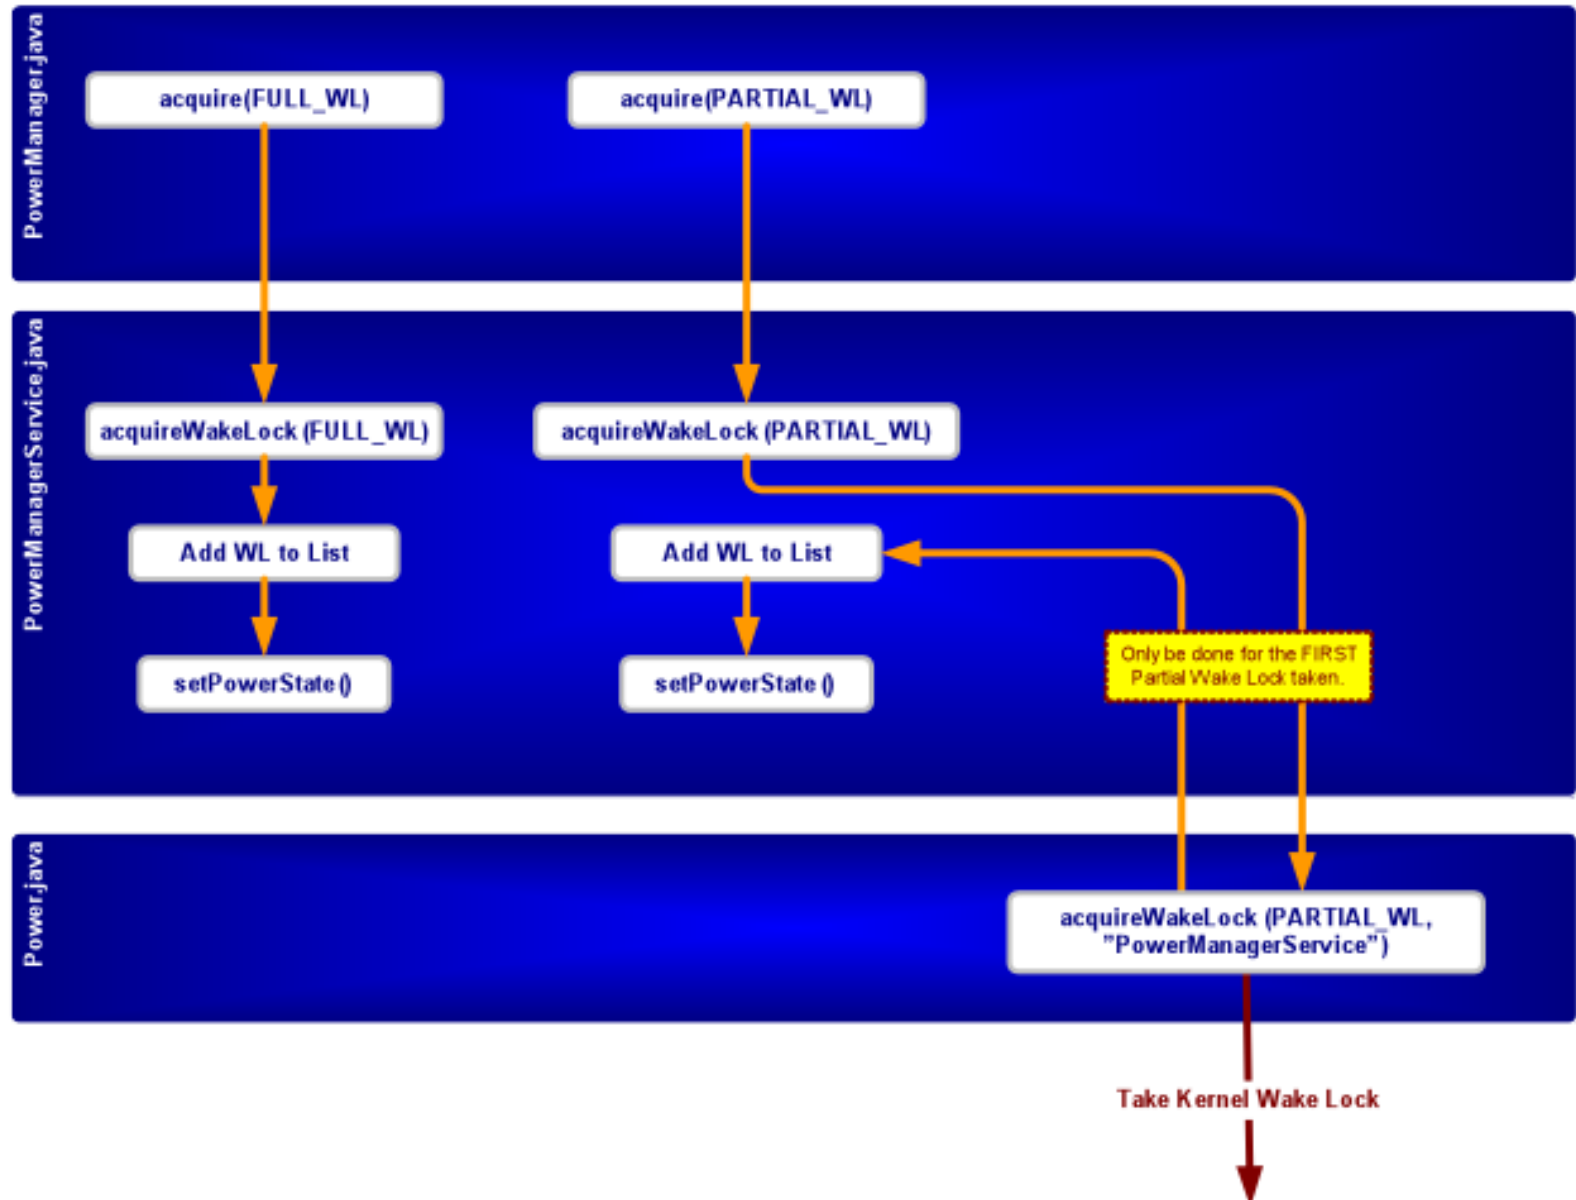 PowerManager.java
acquire(FULL_WL)
acquire(PARTIAL_WL)
PowerManagerService.java
acquireWakeLock (FULL_WL)
acquireWakeLock (PARTIAL_WL)
Add WL to List
Add WL to List
setPowerState ()
setPowerState ()
Only be done for the FIRST
Partial Wake Lock taken.
Power.java
acquireWakeLock (PARTIAL_WL,
”PowerManagerService”)
Take Kernel Wake Lock